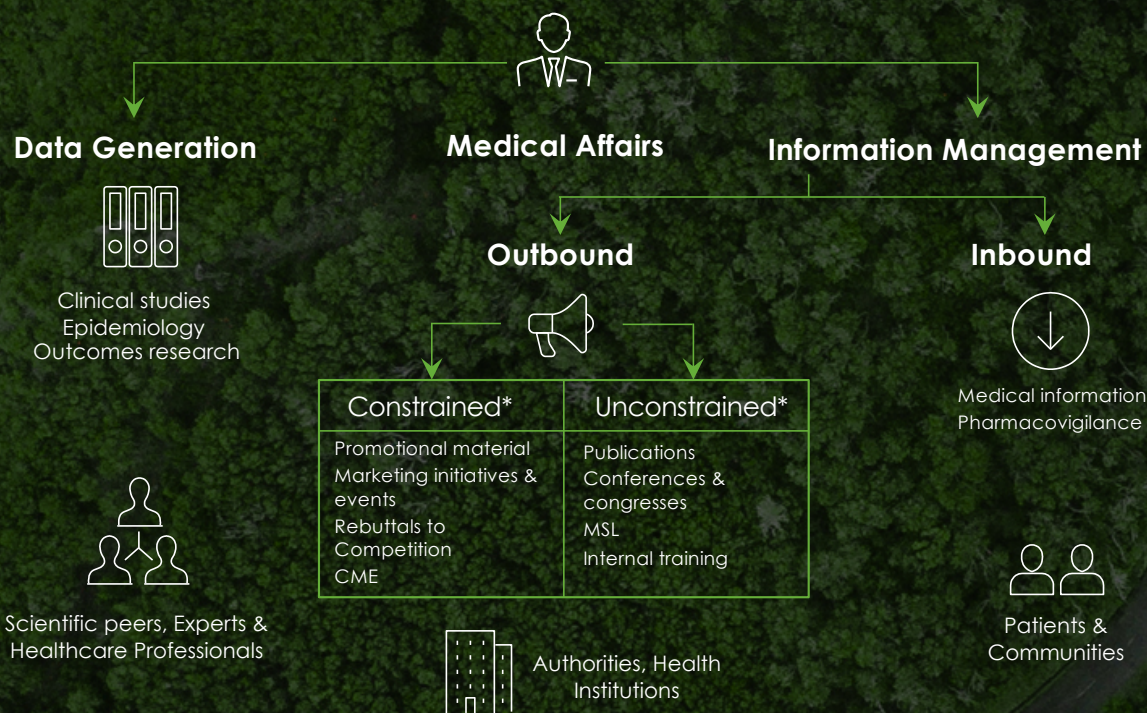 Data Generation
Medical Affairs
Information Management
Clinical studies
Epidemiology
Outcomes research
Outbound
Inbound
Constrained*
Promotional material
Marketing initiatives &
events
Rebuttals to
Competition
CME
Unconstrained*
Publications
Conferences &
congresses
MSL
Internal training
Medical information
Pharmacovigilance
Scientific peers, Experts &
Healthcare Professionals
Authorities, Health
Institutions
Patients &
Communities